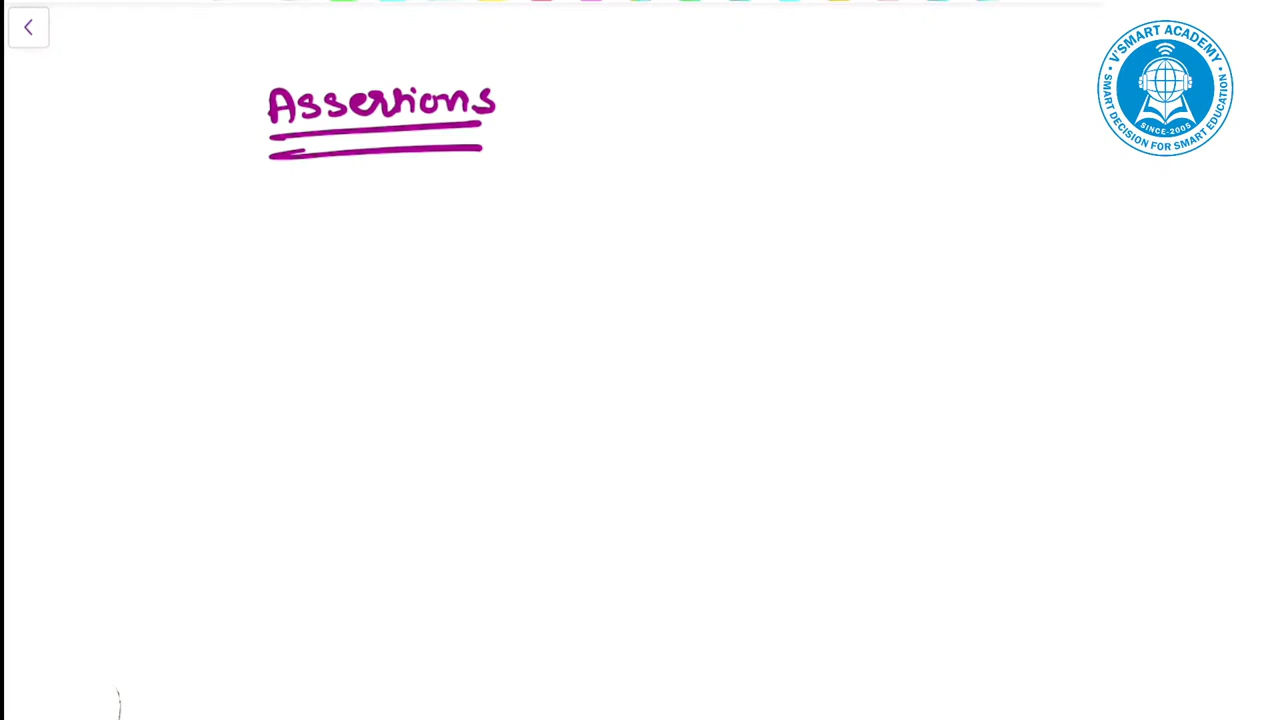 Assertions
V'SMART ACADEMY
SMART DECISION FOR SMART EDUCATION
SINCE-2005